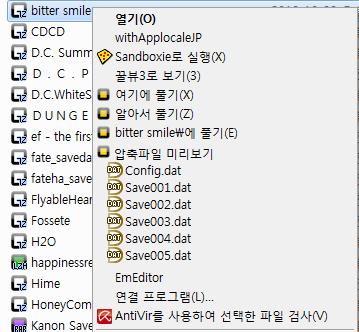 bitter smile
CDCD
D.C. Summ
Ｄ．Ｃ．Ｐ
D.C.WhiteS
ＤＵＮＧＥ
ef - the first
fate_saveda
fateha_save
FlyableHear
Fossete
H2O
happinessre
Hime
HoneyCom
Kanon Save
열기(O)
withApplocaleJP
Sandboxie로 실행(X)
꿀뷰3로 보기(3)
여기에 풀기(X)
알아서 풀기(Z)
bitter smile₩에 풀기(E)
압축파일 미리보기
Config.dat
Save001.dat
Save002.dat
Save003.dat
Save004.dat
Save005.dat
EmEditor
연결 프로그램(L)...
AntiVir를 사용하여 선택한 파일 검사(V)